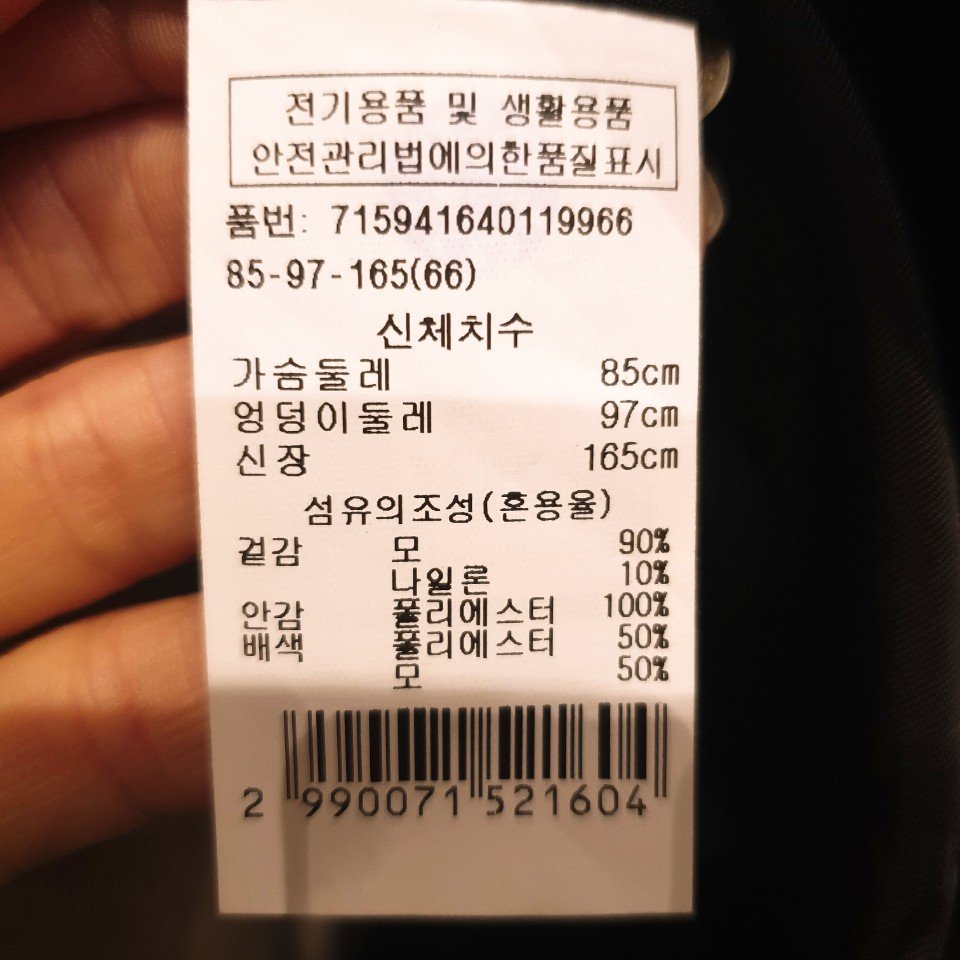 전기용품 및 생활용품
안전관리법에의한품질표시
품번: 715941640119966
85-97-165(66)
신체치수
가슴둘레 85cm
엉덩이둘레 97cm
신장 165cm
섬유의조성(혼용율)
겉감 모 90%
나일론 10%
안감 폴리에스터 100%
배색 폴리에스터 50%
모 50%
2 990071 521604